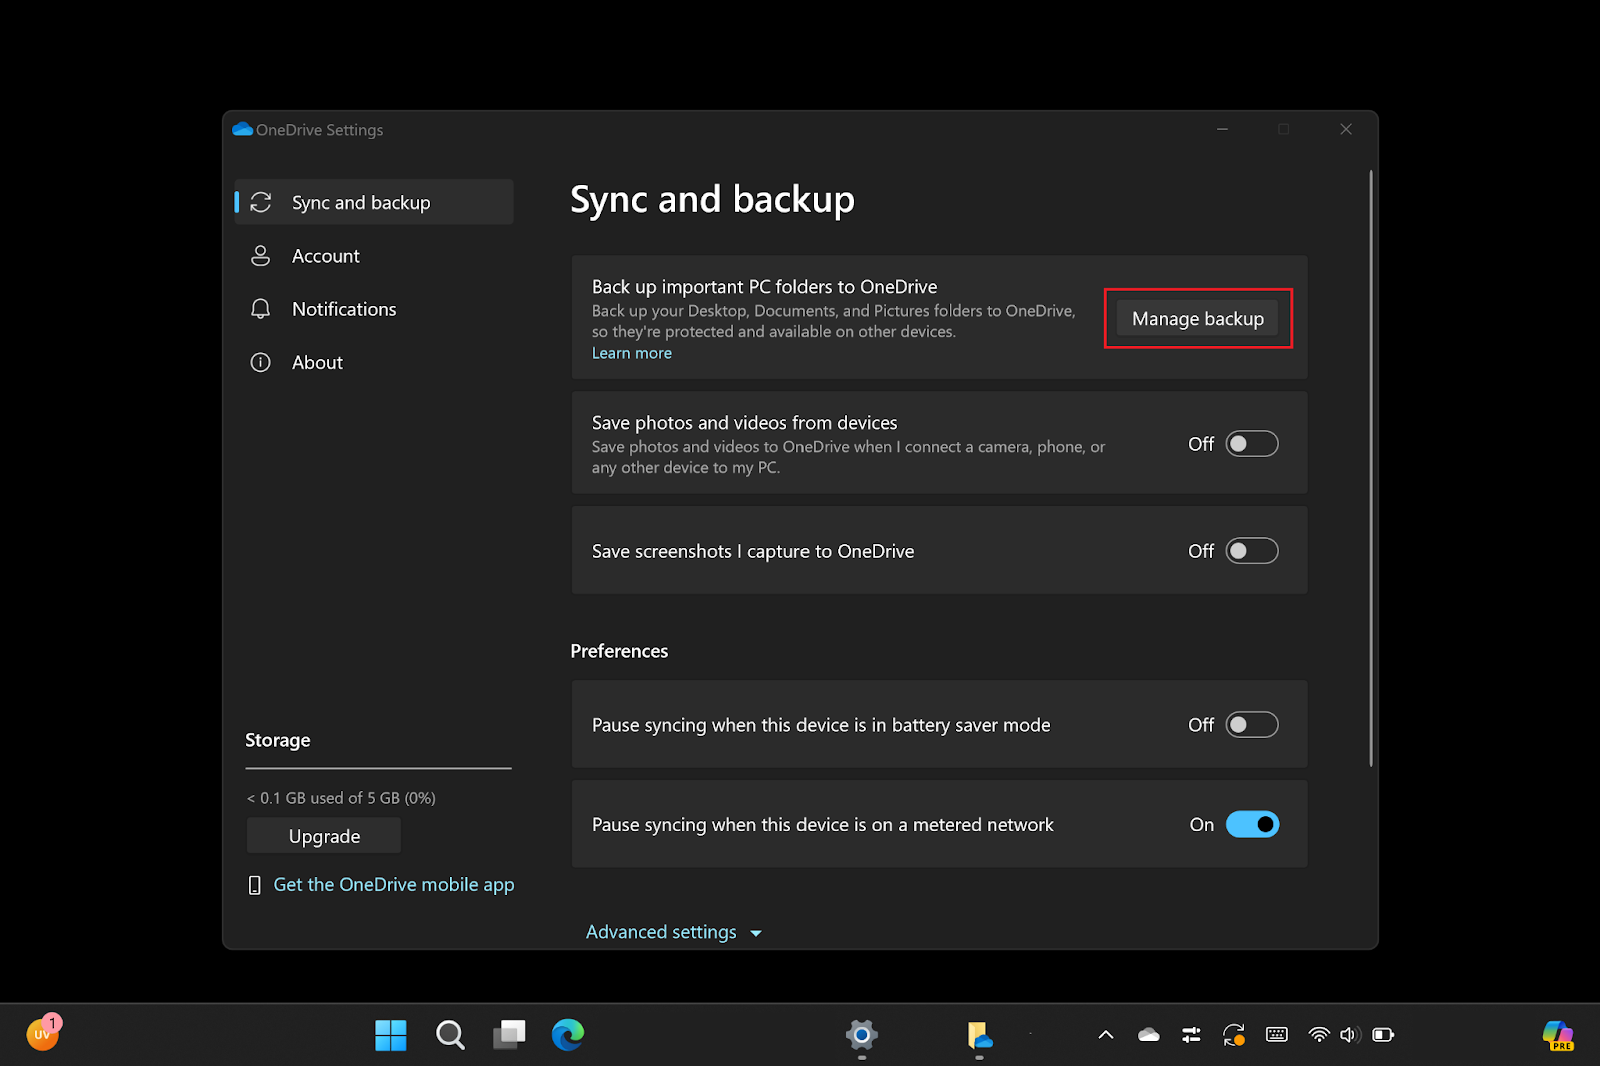 OneDrive Settings
Sync and backup
Account
Notifications
About
Storage
< 0.1 GB used of 5 GB (0%)
Upgrade
Get the OneDrive mobile app
Sync and backup
Back up important PC folders to OneDrive
Back up your Desktop, Documents, and Pictures folders to OneDrive,
so they're protected and available on other devices.
Learn more
Manage backup
Save photos and videos from devices
Save photos and videos to OneDrive when I connect a camera, phone, or
any other device to my PC.
Off
Save screenshots I capture to OneDrive
Off
Preferences
Pause syncing when this device is in battery saver mode
Off
Pause syncing when this device is on a metered network
On
Advanced settings
UV
1
PRE